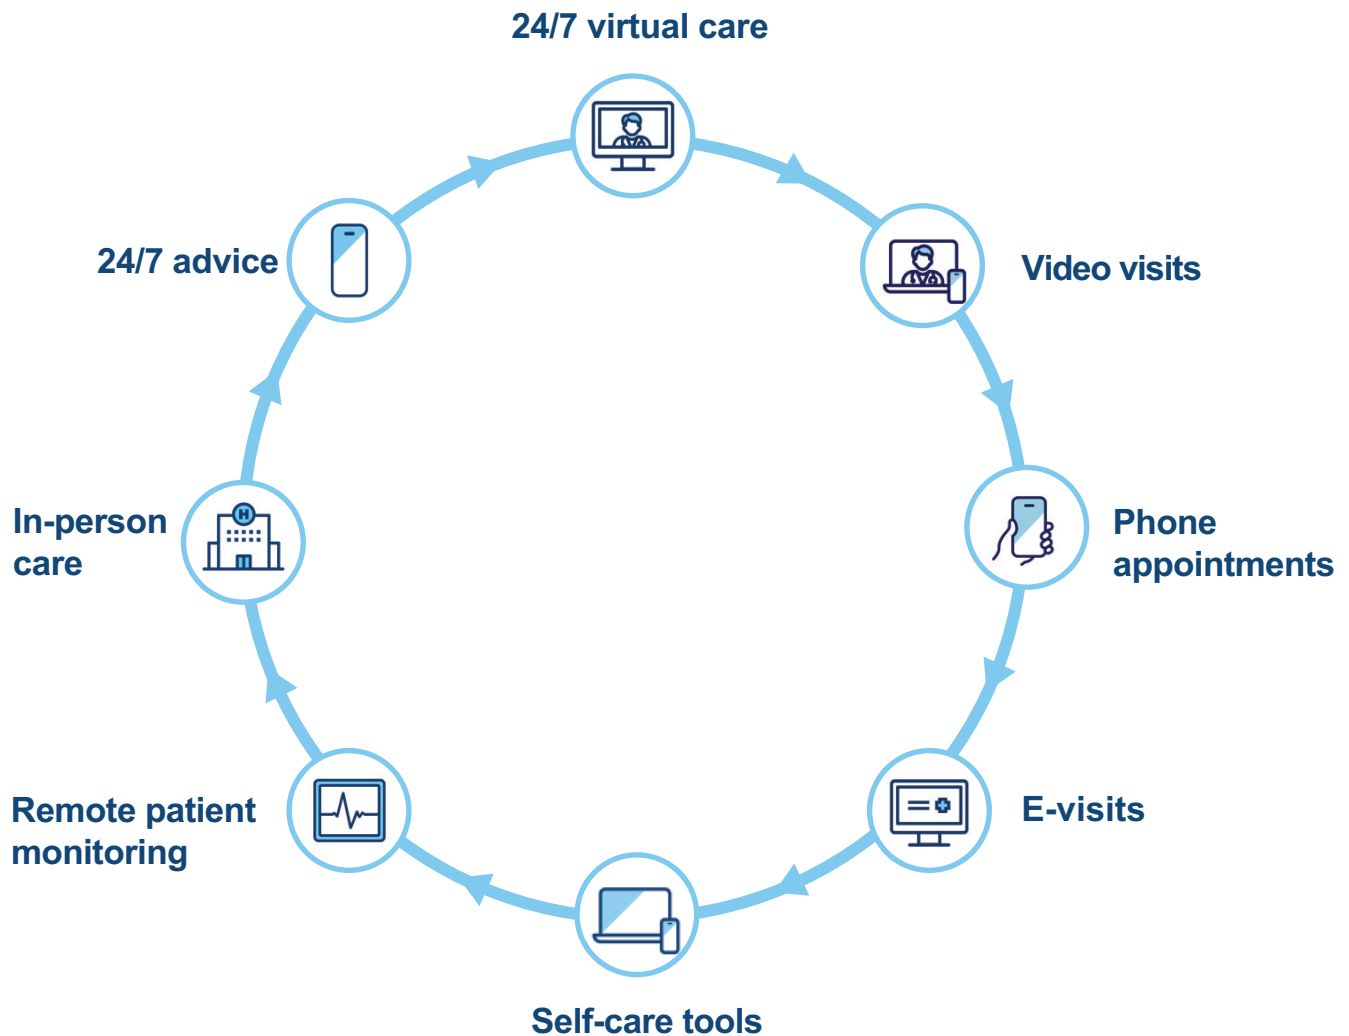 24/7 virtual care
Video visits
Phone
appointments
E-visits
Self-care tools
Remote patient
monitoring
In-person
care
H
24/7 advice